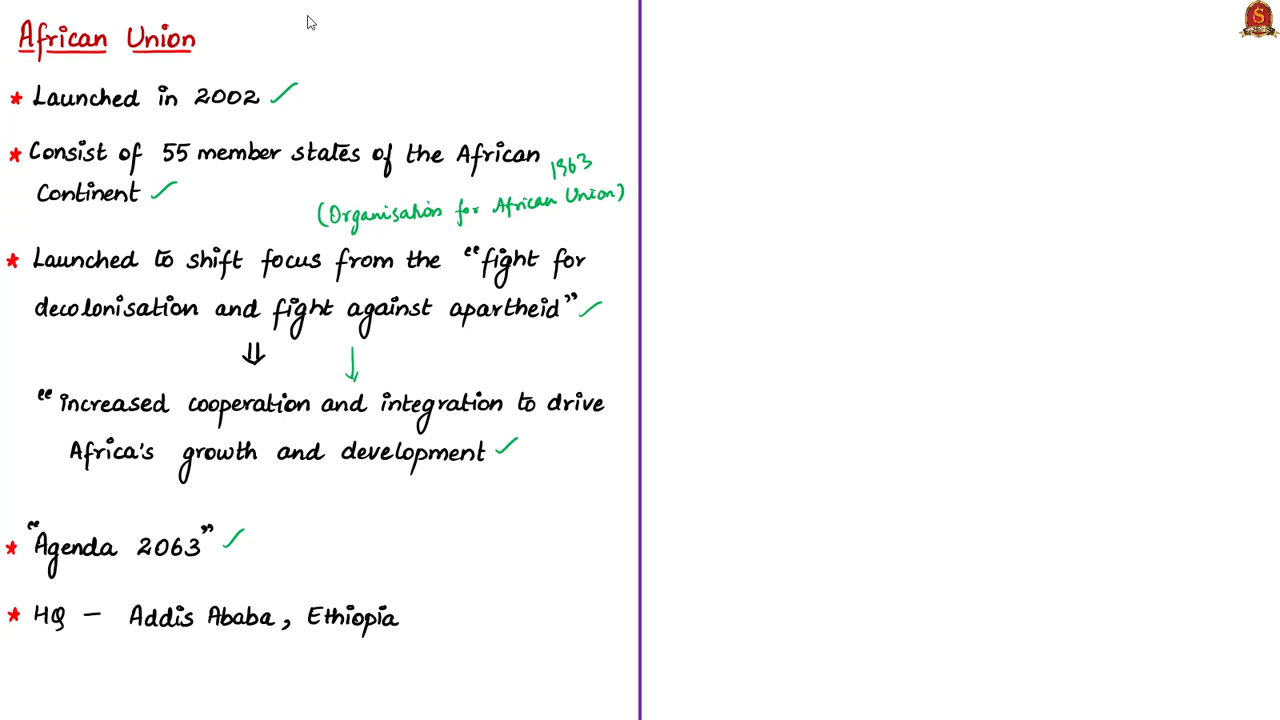 African Union
* Launched in 2002 ✓
* Consist of 55 member states of the African
Continent ✓
1963
(Organisation for African Union)
* Launched to shift focus from the "fight for
decolonisation and fight against apartheid" ✓
⇓ ↓
"increased cooperation and integration to drive
Africa's growth and development ✓
* "Agenda 2063" ✓
* HQ – Addis Ababa, Ethiopia
S